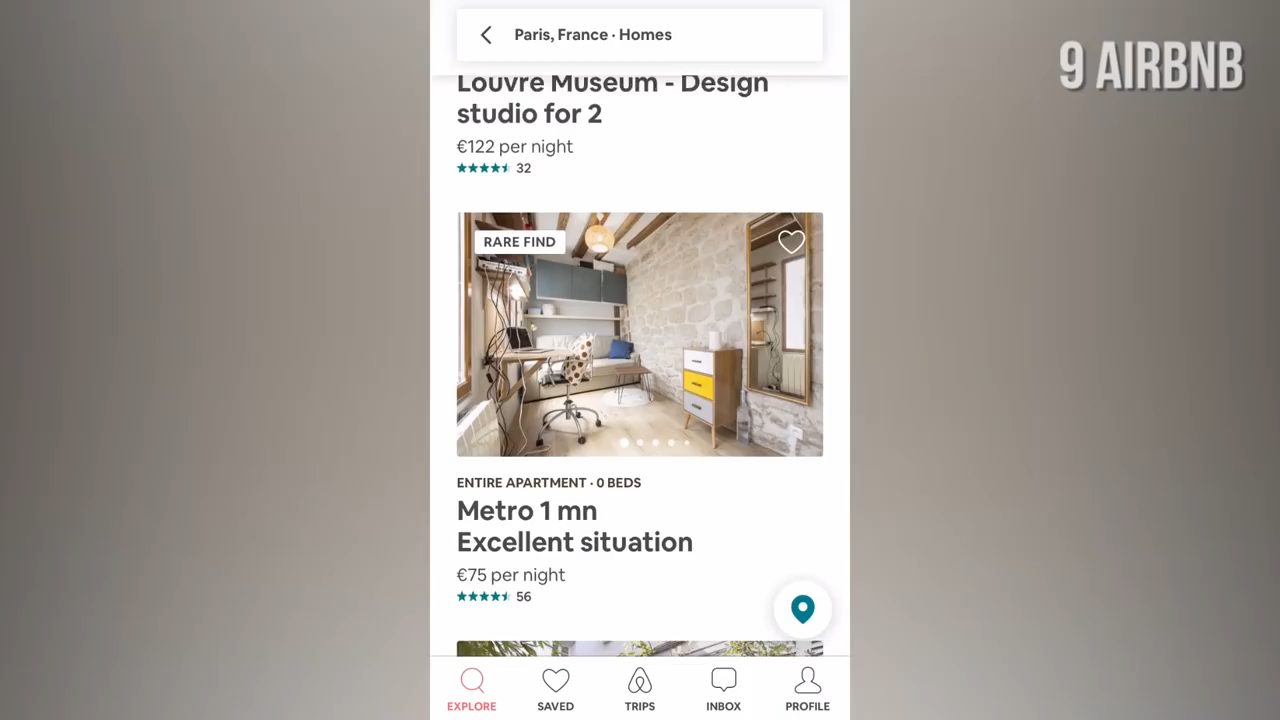 Paris, France · Homes
9 AIRBNB
Louvre Museum - Design
studio for 2
€122 per night
32
RARE FIND
ENTIRE APARTMENT · 0 BEDS
Metro 1 mn
Excellent situation
€75 per night
56
EXPLORE
SAVED
TRIPS
INBOX
PROFILE